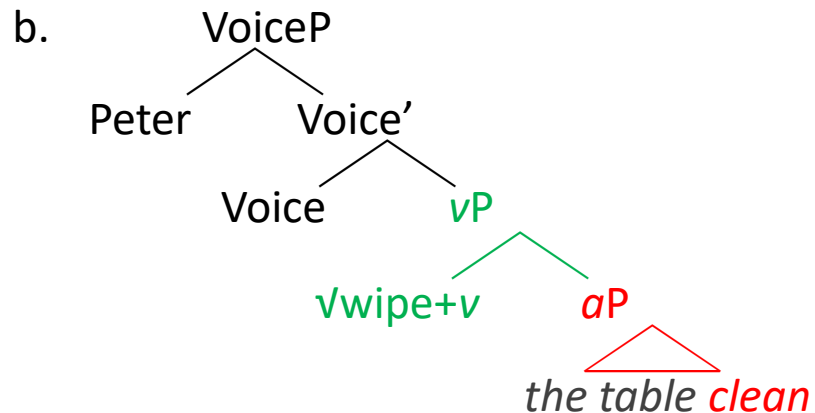 b. VoiceP
Peter Voice’
Voice vP
√wipe+v aP
the table clean